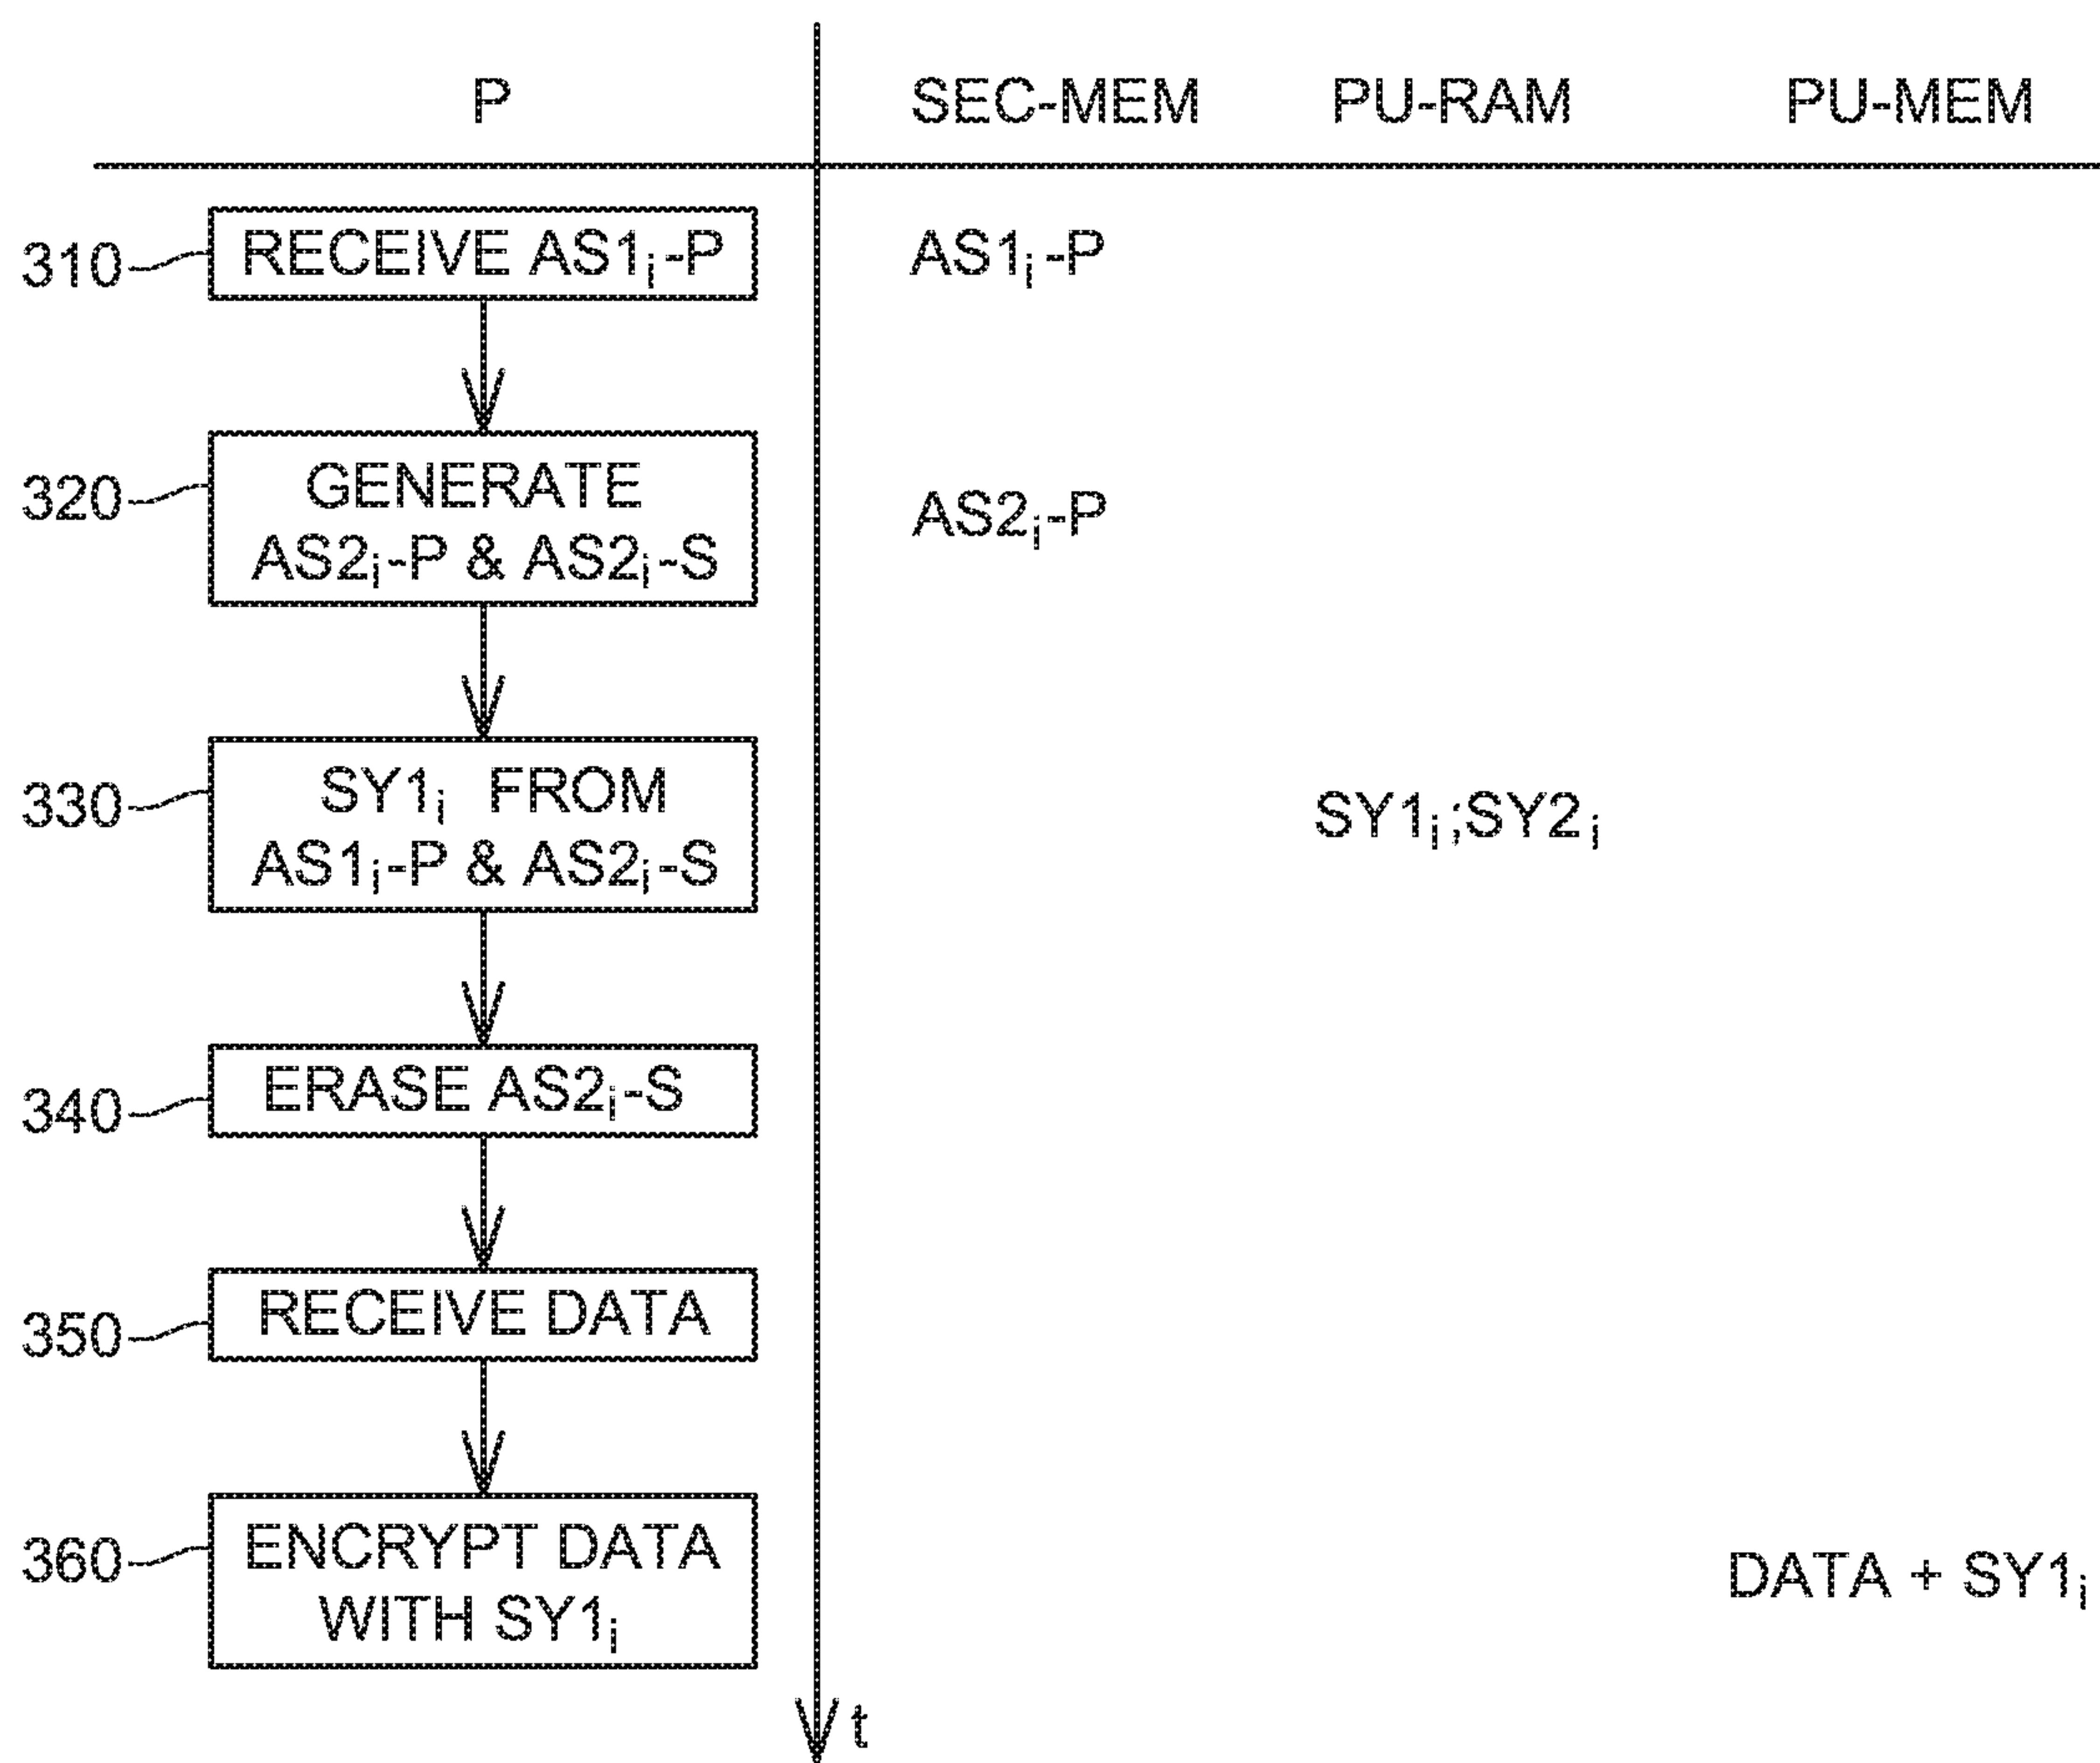 P SEC-MEM PU-RAM PU-MEM
310 RECEIVE AS1i-P AS1i-P
320 GENERATE
AS2i-P & AS2i-S AS2i-P
330 SY1i FROM
AS1i-P & AS2i-S SY1i;SY2i
340 ERASE AS2i-S
350 RECEIVE DATA
360 ENCRYPT DATA
WITH SY1i DATA + SY1i
t